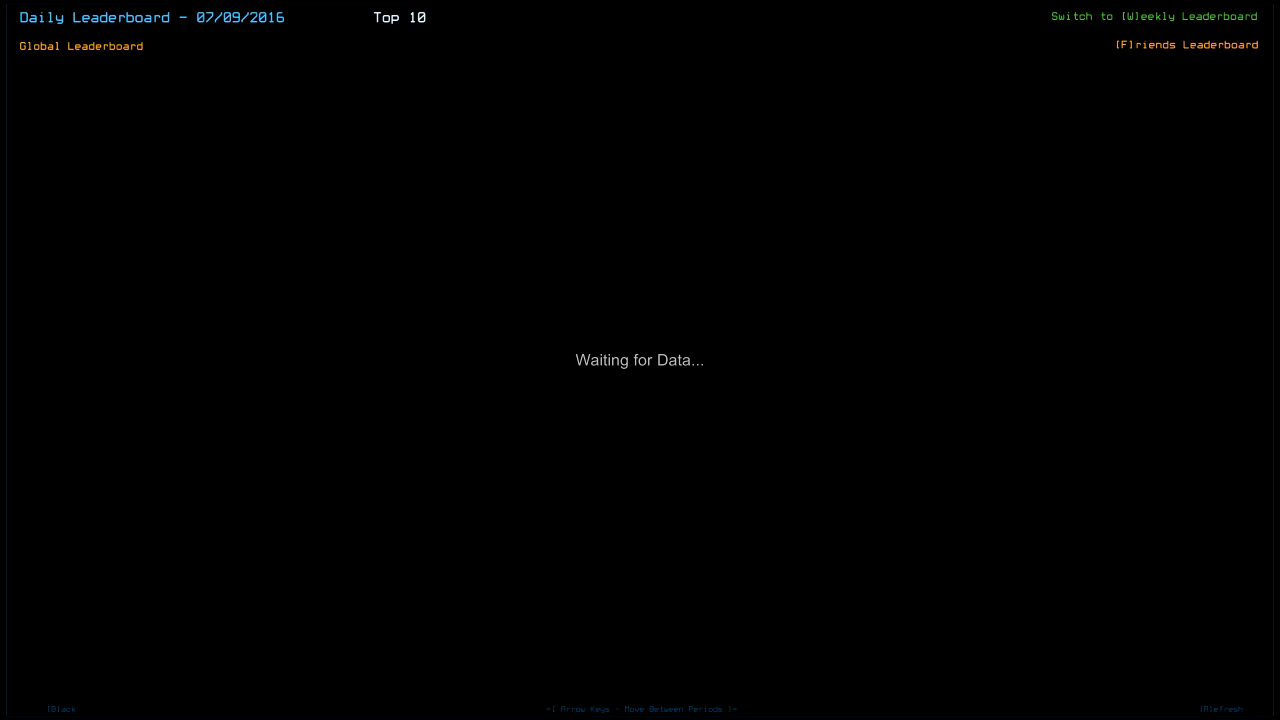 Daily Leaderboard - 07/09/2016
Top 10
Switch to [W]eekly Leaderboard
Global Leaderboard
[F]riends Leaderboard
Waiting for Data...
[B]ack
-[ Arrow Keys - Move Between Periods ]-
[R]efresh